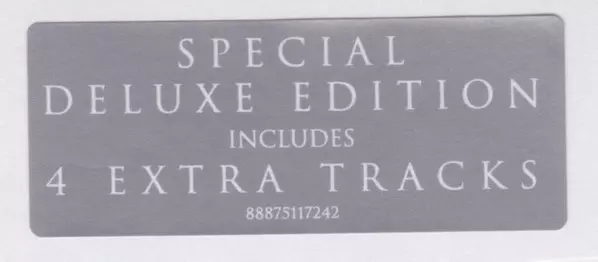 SPECIAL
DELUXE EDITION
INCLUDES
4 EXTRA TRACKS
88875117242